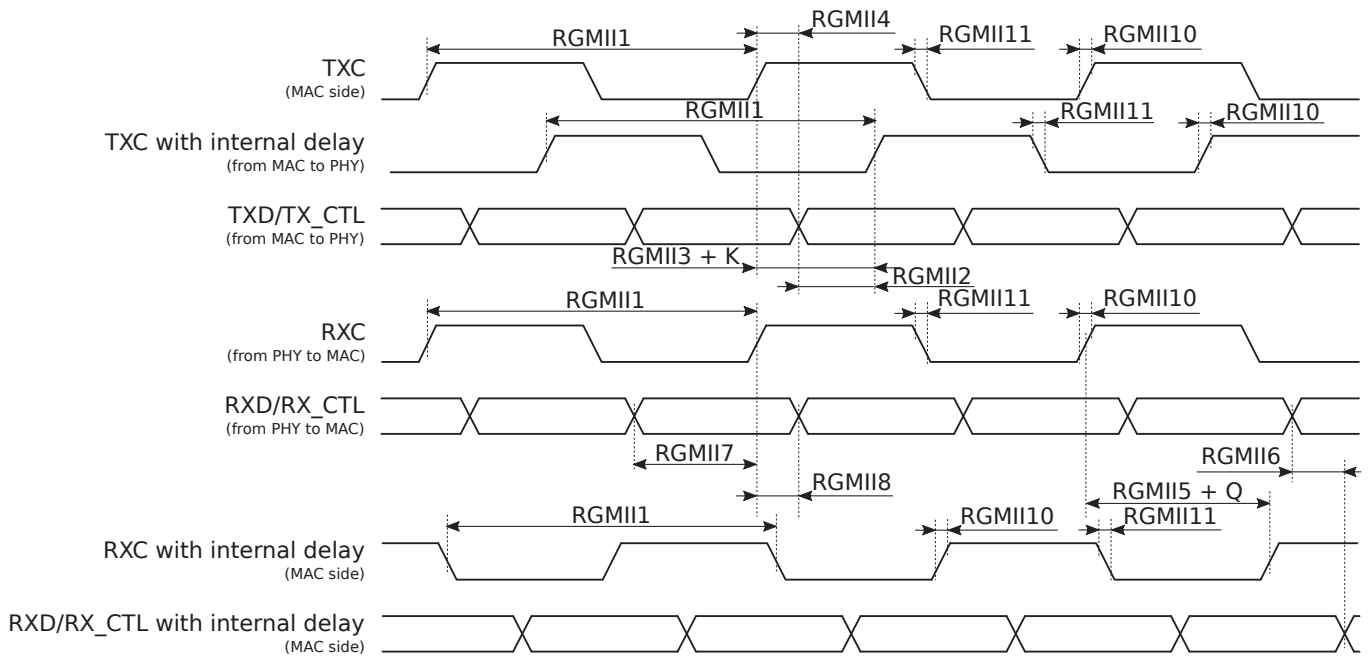 RGMII4
RGMII1
RGMII11
RGMII10
TXC
(MAC side)
RGMII1
RGMII11
RGMII10
TXC with internal delay
(from MAC to PHY)
TXD/TX_CTL
(from MAC to PHY)
RGMII3 + K
RGMII2
RGMII1
RGMII11
RGMII10
RXC
(from PHY to MAC)
RXD/RX_CTL
(from PHY to MAC)
RGMII7
RGMII6
RGMII8
RGMII5 + Q
RGMII1
RGMII10
RGMII11
RXC with internal delay
(MAC side)
RXD/RX_CTL with internal delay
(MAC side)